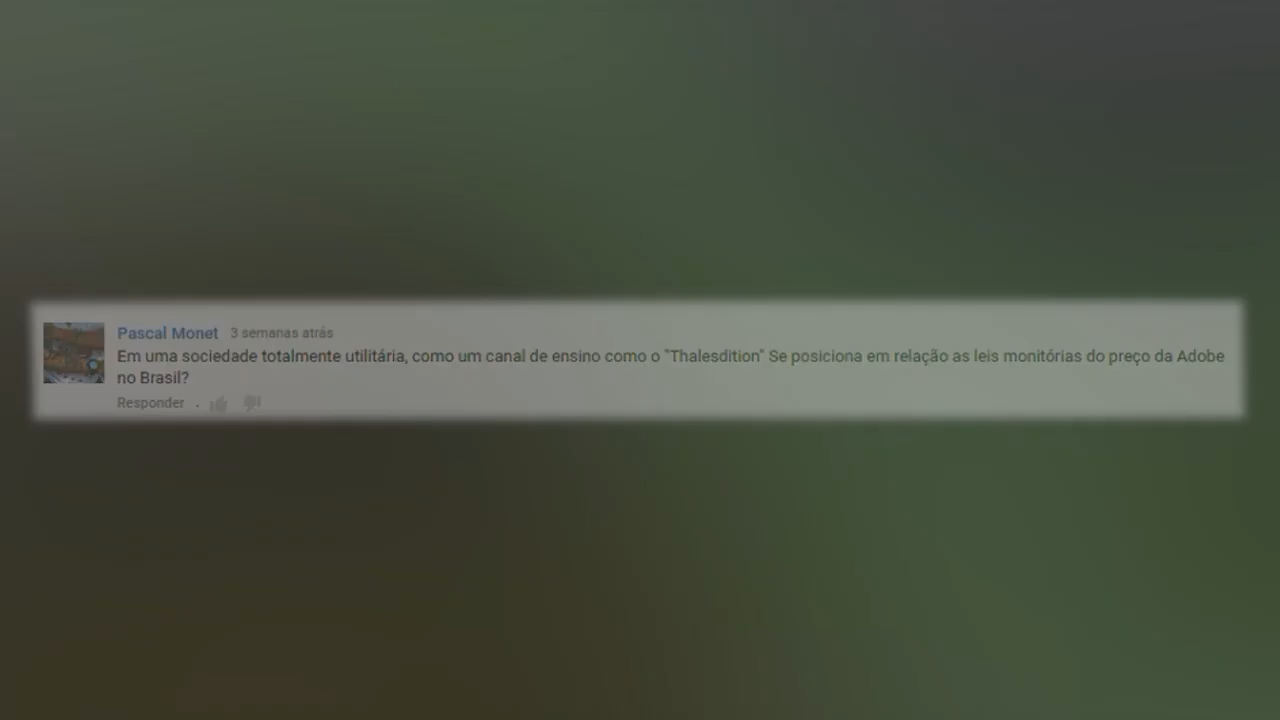 Pascal Monet 3 semanas atrás
Em uma sociedade totalmente utilitária, como um canal de ensino como o "Thalesdition" Se posiciona em relação as leis monitórias do preço da Adobe
no Brasil?
Responder .